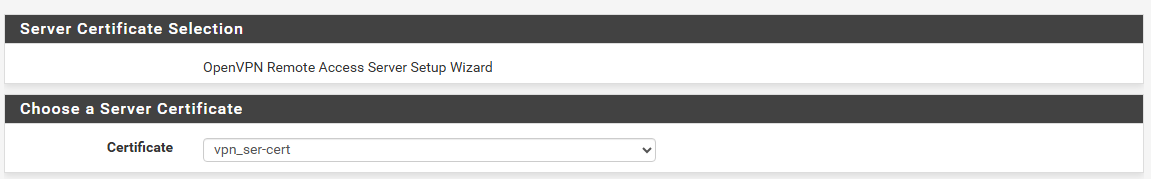 Server Certificate Selection
OpenVPN Remote Access Server Setup Wizard
Choose a Server Certificate
Certificate vpn_ser-cert